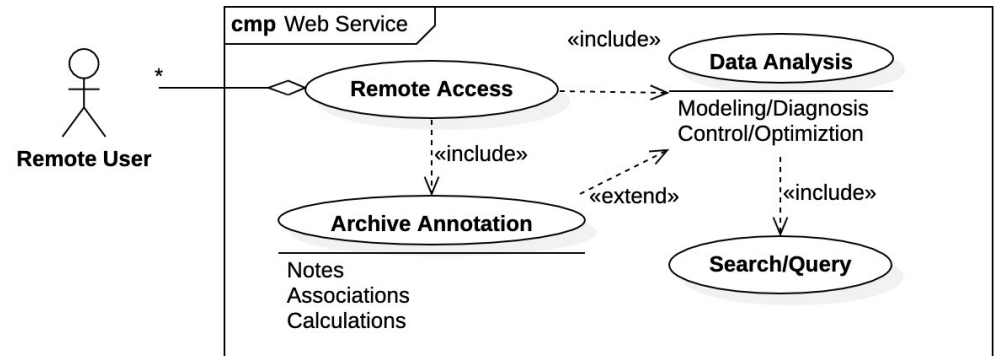 cmp Web Service
«include»
Data Analysis
*
Remote Access
Modeling/Diagnosis
Control/Optimiztion
Remote User
«include»
«extend»
«include»
Archive Annotation
Search/Query
Notes
Associations
Calculations